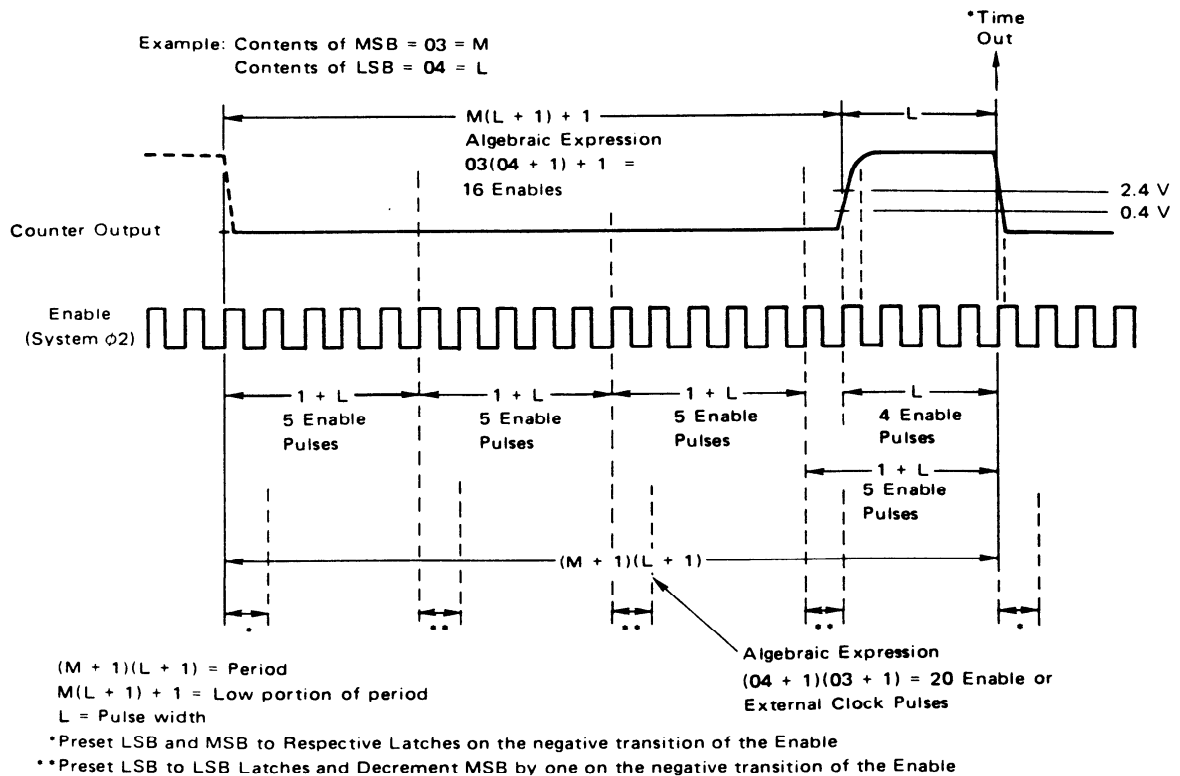 *Time
Out
Example: Contents of MSB = 03 = M
Contents of LSB = 04 = L
M(L + 1) + 1
L
Algebraic Expression
03(04 + 1) + 1 =
16 Enables
2.4 V
0.4 V
Counter Output
Enable
(System ϕ2)
1 + L
5 Enable
Pulses
1 + L
5 Enable
Pulses
1 + L
5 Enable
Pulses
L
4 Enable
Pulses
1 + L
5 Enable
Pulses
(M + 1)(L + 1)
*
**
**
**
*
Algebraic Expression
(04 + 1)(03 + 1) = 20 Enable or
External Clock Pulses
(M + 1)(L + 1) = Period
M(L + 1) + 1 = Low portion of period
L = Pulse width
*Preset LSB and MSB to Respective Latches on the negative transition of the Enable
**Preset LSB to LSB Latches and Decrement MSB by one on the negative transition of the Enable